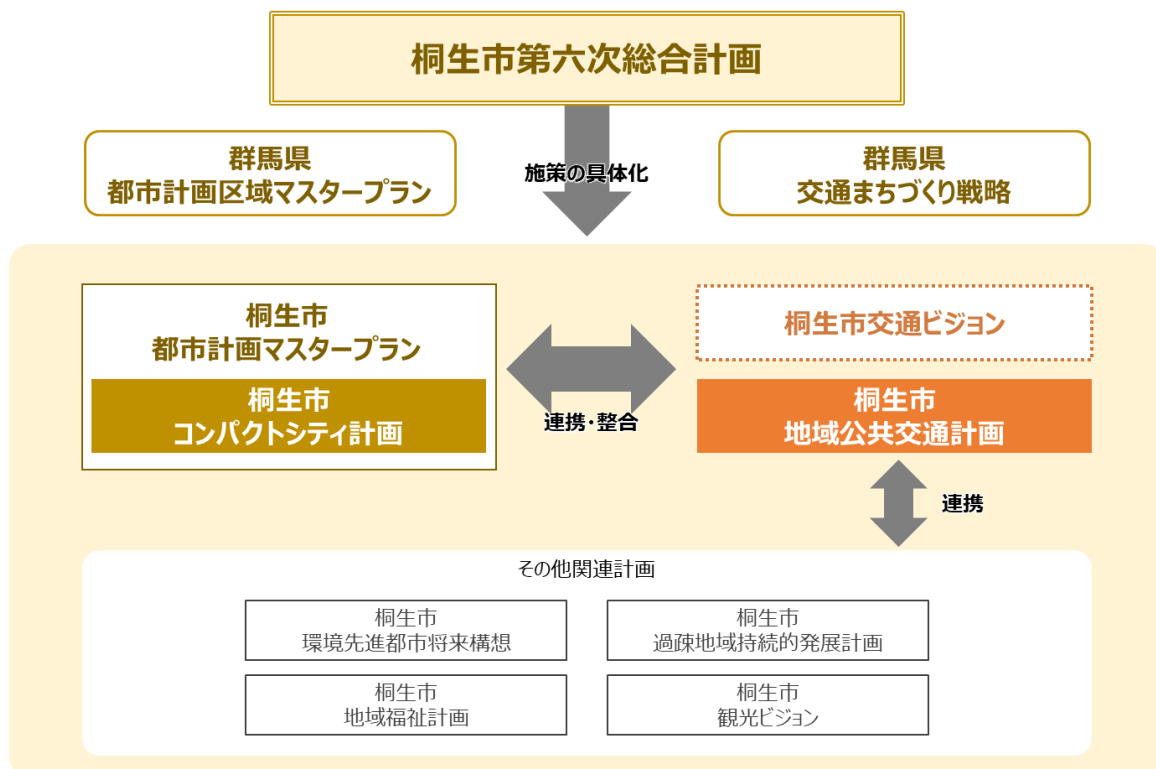 桐生市第六次総合計画
群馬県
都市計画区域マスタープラン
施策の具体化
群馬県
交通まちづくり戦略
桐生市
都市計画マスタープラン
桐生市
コンパクトシティ計画
連携・整合
桐生市交通ビジョン
桐生市
地域公共交通計画
連携
その他関連計画
桐生市
環境先進都市将来構想
桐生市
過疎地域持続的発展計画
桐生市
地域福祉計画
桐生市
観光ビジョン